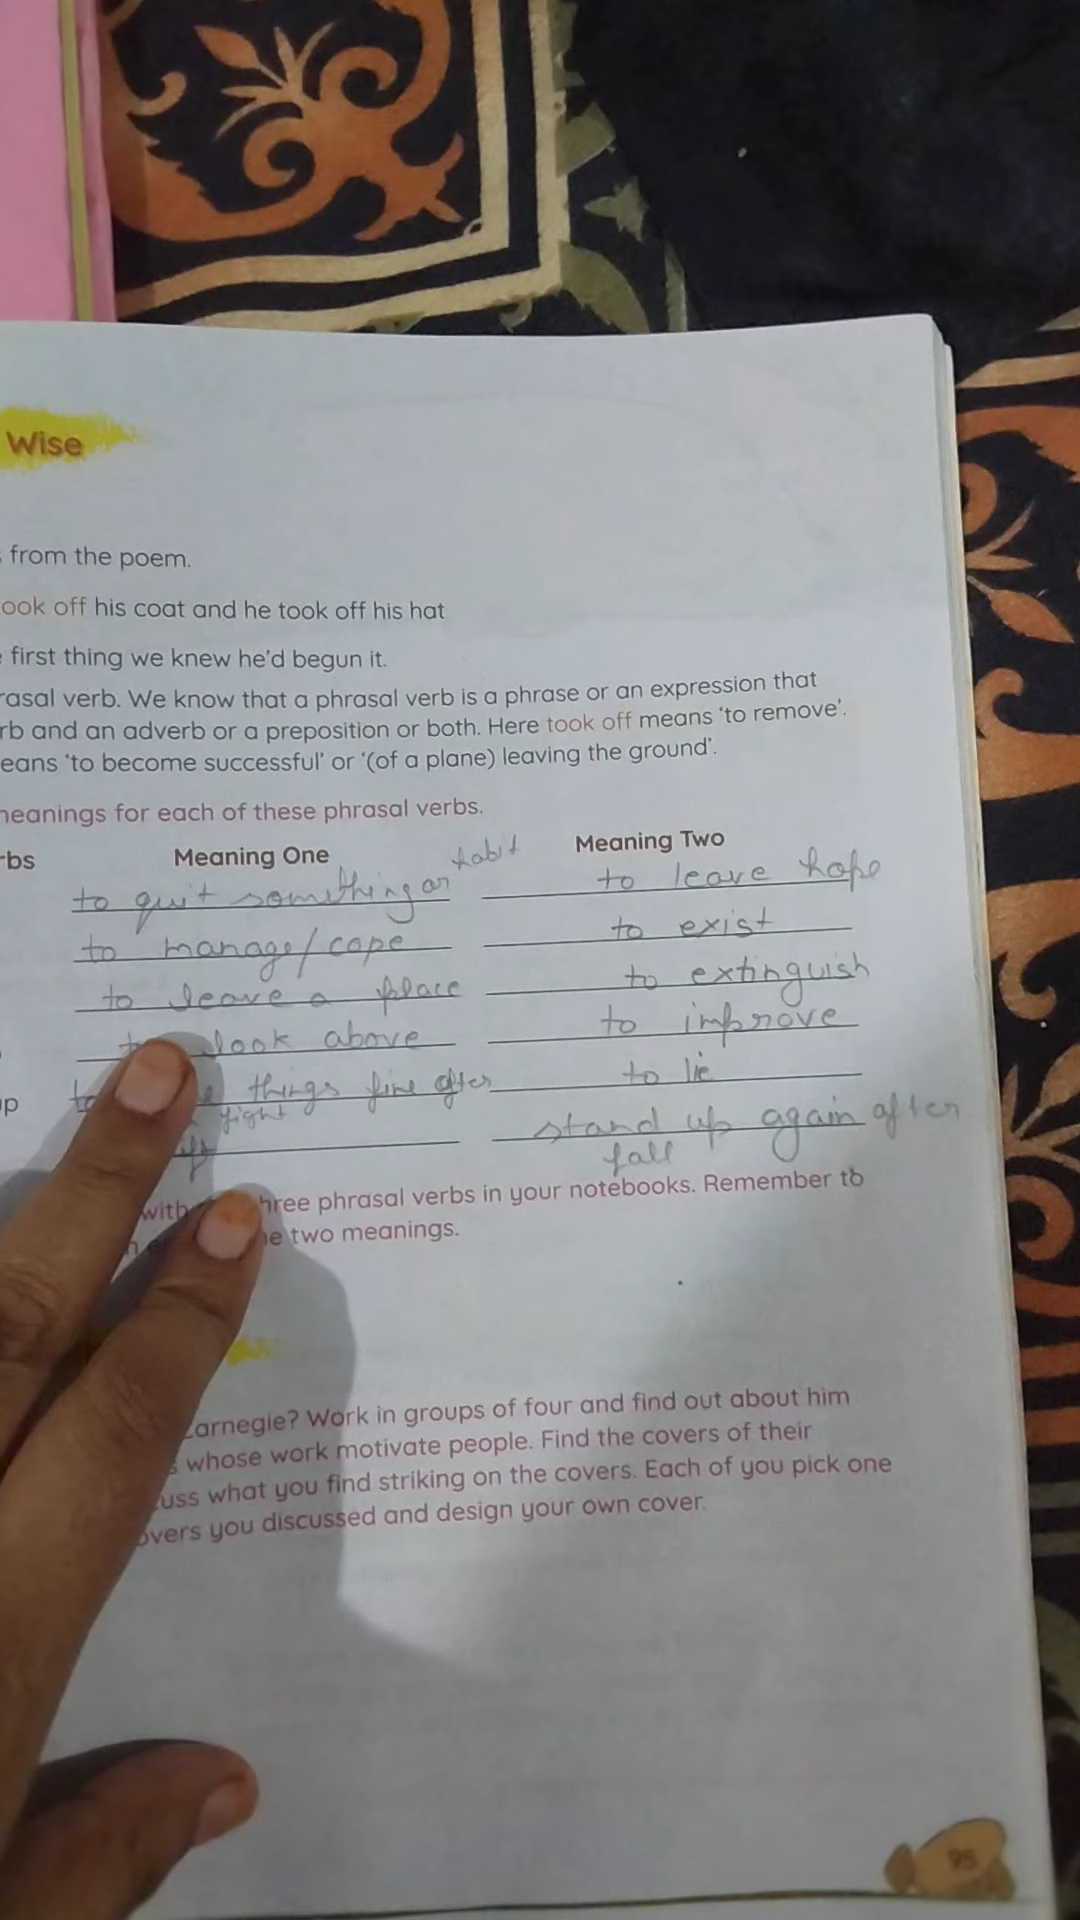 Wise
from the poem.
ook off his coat and he took off his hat
first thing we knew he'd begun it.
rasal verb. We know that a phrasal verb is a phrase or an expression that
rb and an adverb or a preposition or both. Here took off means 'to remove'.
eans 'to become successful' or '(of a plane) leaving the ground'.
neanings for each of these phrasal verbs.
rbs Meaning One Meaning Two
to quit something or habit to leave hope
to manage/cope to exist
to leave a place to extinguish
look above to improve
things fine after to lie
fight
up stand up again after
fall
with hree phrasal verbs in your notebooks. Remember to
e two meanings.
arnegie? Work in groups of four and find out about him
s whose work motivate people. Find the covers of their
uss what you find striking on the covers. Each of you pick one
overs you discussed and design your own cover.
95